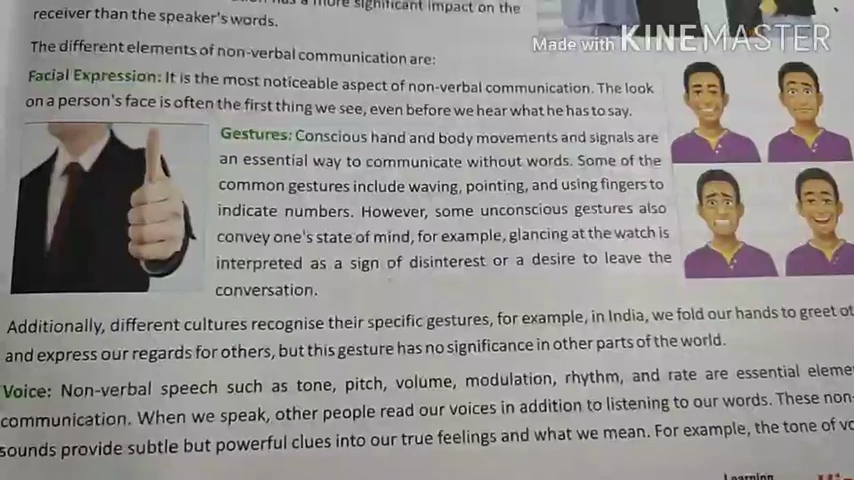 a more significant impact on the
receiver than the speaker's words.
Made with KINEMASTER
The different elements of non-verbal communication are:
Facial Expression: It is the most noticeable aspect of non-verbal communication. The look
on a person's face is often the first thing we see, even before we hear what he has to say.
Gestures: Conscious hand and body movements and signals are
an essential way to communicate without words. Some of the
common gestures include waving, pointing, and using fingers to
indicate numbers. However, some unconscious gestures also
convey one's state of mind, for example, glancing at the watch is
interpreted as a sign of disinterest or a desire to leave the
conversation.
Additionally, different cultures recognise their specific gestures, for example, in India, we fold our hands to greet
and express our regards for others, but this gesture has no significance in other parts of the world.
Voice: Non-verbal speech such as tone, pitch, volume, modulation, rhythm, and rate are essential
communication. When we speak, other people read our voices in addition to listening to our words. These non-
sounds provide subtle but powerful clues into our true feelings and what we mean. For example, the tone of
Learning